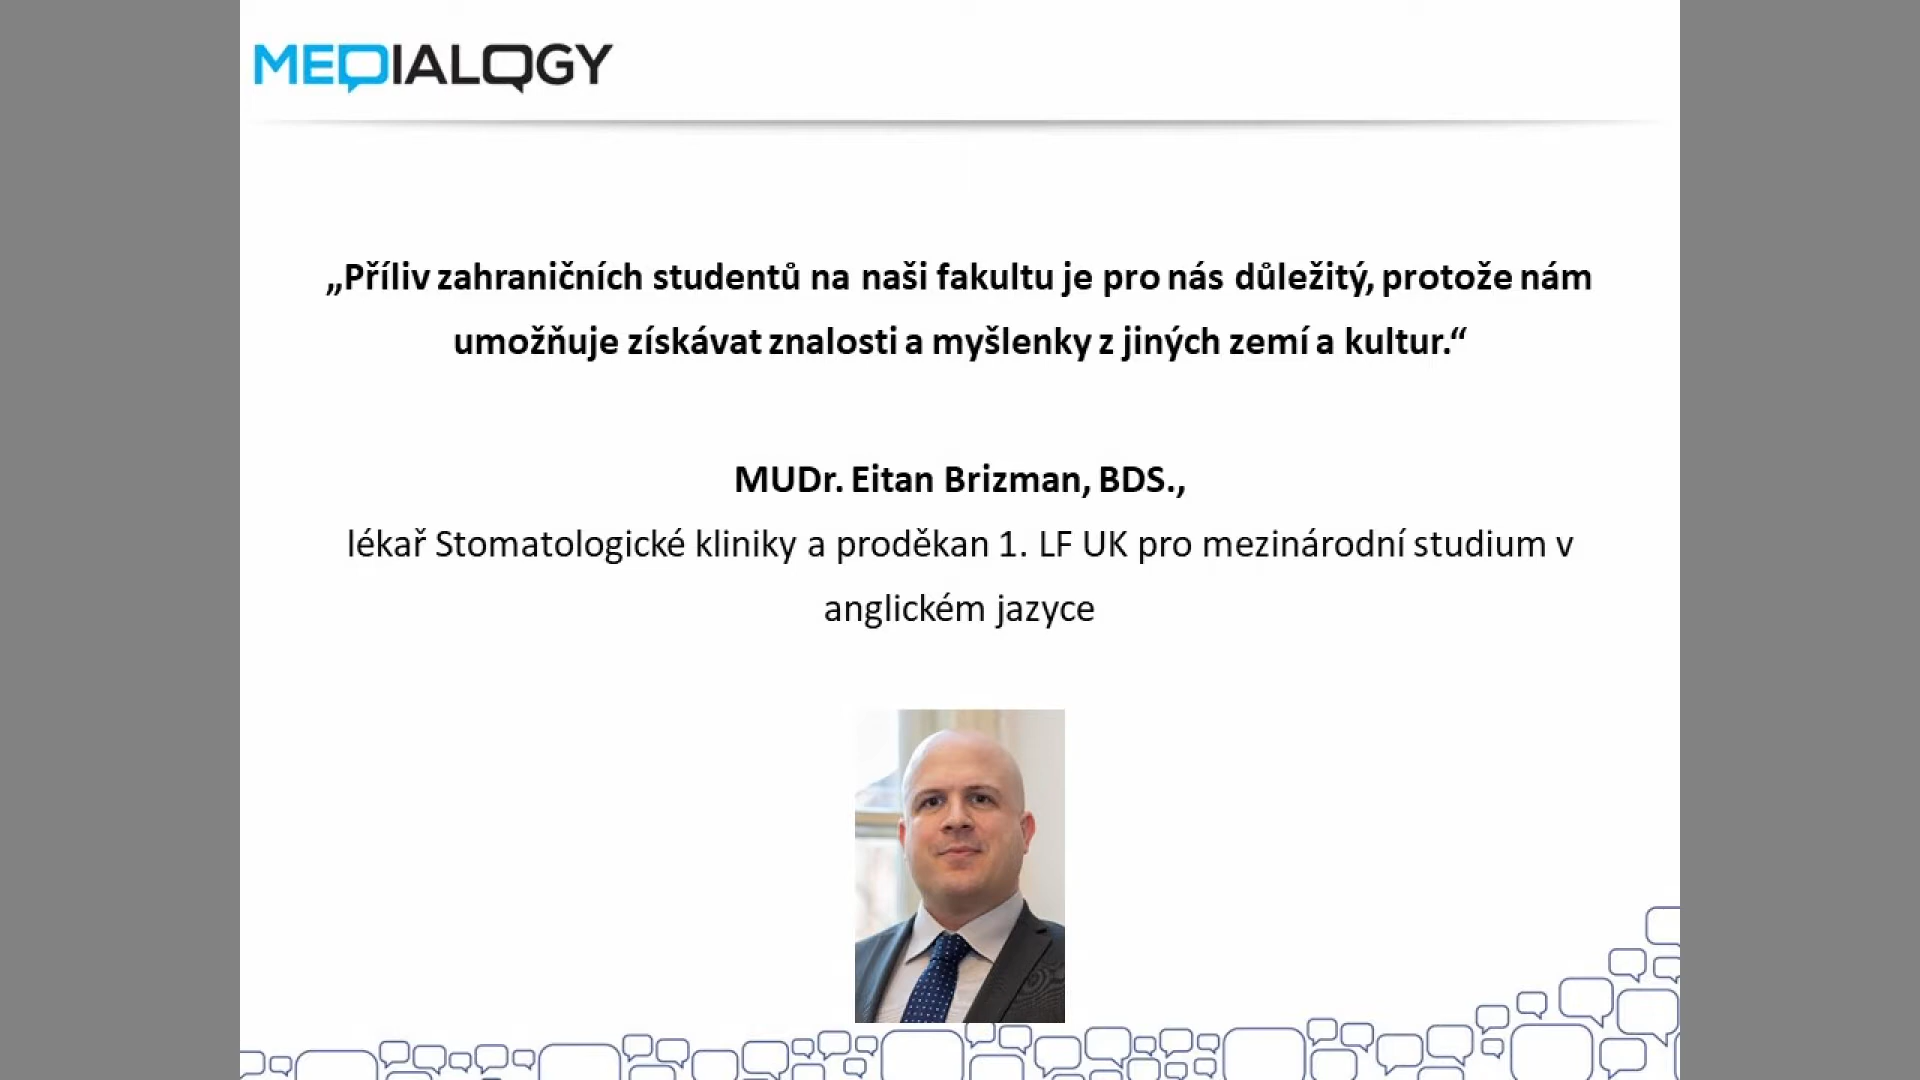 MEDIALOGY
„Příliv zahraničních studentů na naši fakultu je pro nás důležitý, protože nám
umožňuje získávat znalosti a myšlenky z jiných zemí a kultur.“
MUDr. Eitan Brizman, BDS.,
lékař Stomatologické kliniky a proděkan 1. LF UK pro mezinárodní studium v
anglickém jazyce